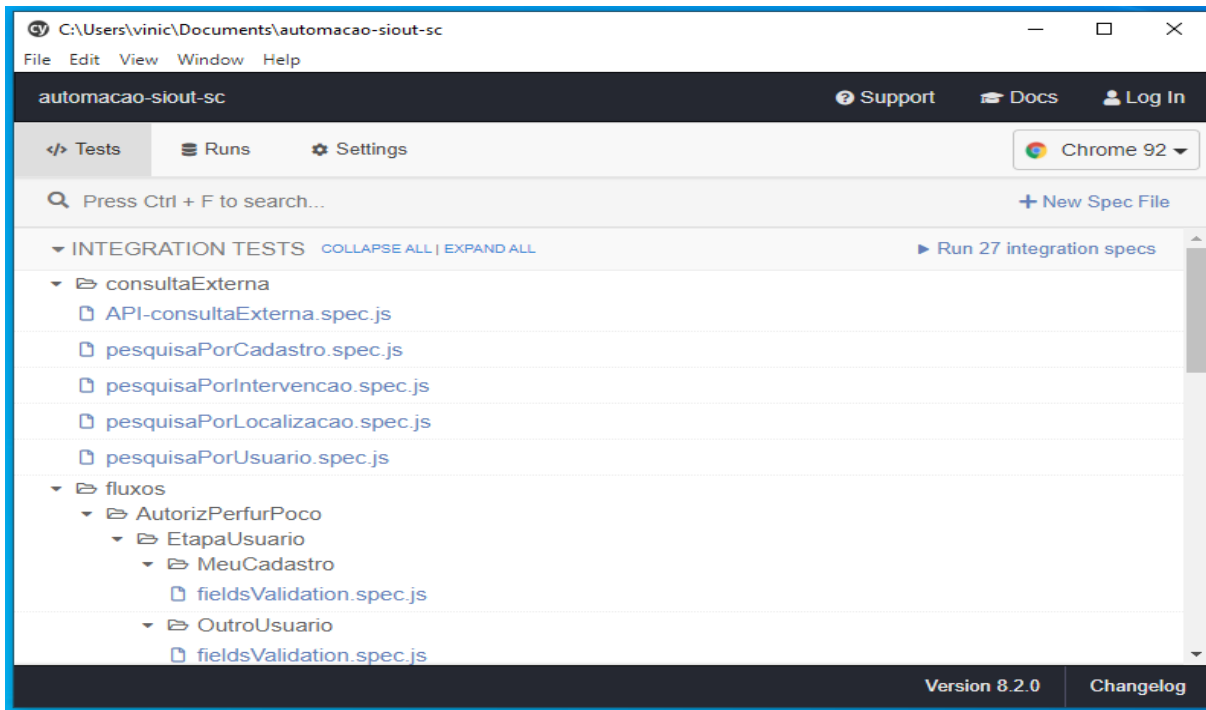 cy C:\Users\vinic\Documents\automacao-siout-sc
File Edit View Window Help
automacao-siout-sc Support Docs Log In
</> Tests Runs Settings Chrome 92
Press Ctrl + F to search... + New Spec File
INTEGRATION TESTS COLLAPSE ALL | EXPAND ALL Run 27 integration specs
consultaExterna
API-consultaExterna.spec.js
pesquisaPorCadastro.spec.js
pesquisaPorIntervencao.spec.js
pesquisaPorLocalizacao.spec.js
pesquisaPorUsuario.spec.js
fluxos
AutorizPerfurPoco
EtapaUsuario
MeuCadastro
fieldsValidation.spec.js
OutroUsuario
fieldsValidation.spec.js
Version 8.2.0 Changelog